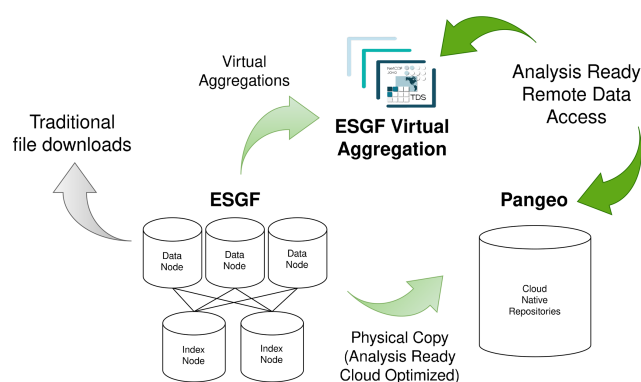 Virtual
Aggregations
TDS
ESGF Virtual
Aggregation
Analysis Ready
Remote Data
Access
Traditional
file downloads
ESGF
Data
Node
Data
Node
Data
Node
Index
Node
Index
Node
Physical Copy
(Analysis Ready
Cloud Optimized)
Pangeo
Cloud
Native
Repositories